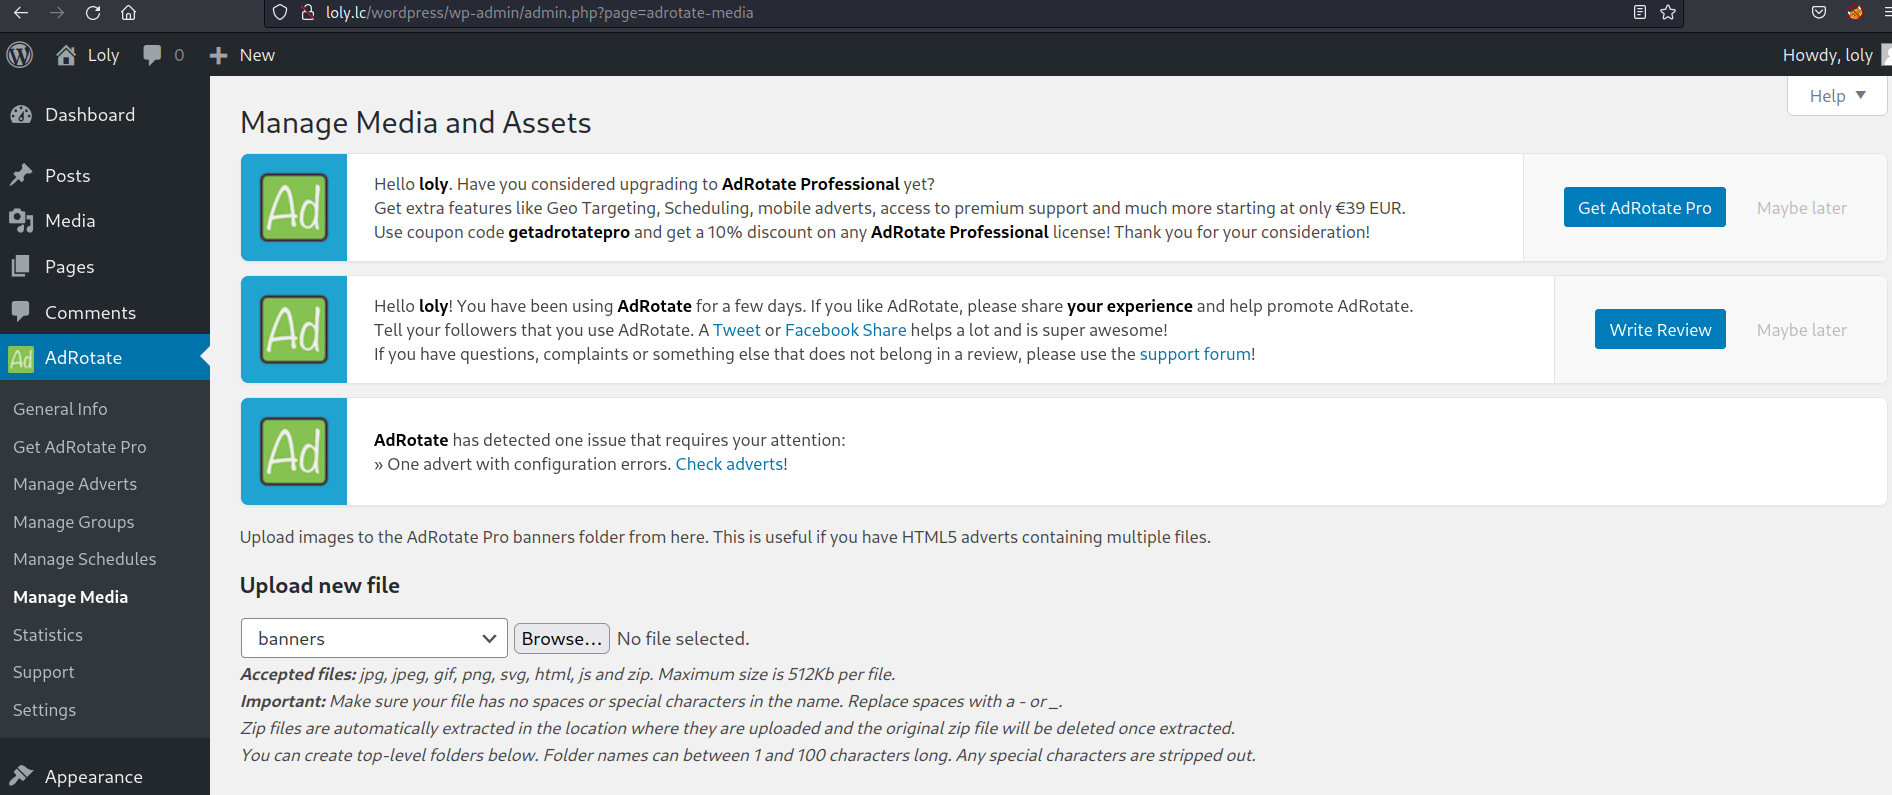 loly.lc/wordpress/wp-admin/admin.php?page=adrotate-media
Loly
0
New
Howdy, loly
Help
Dashboard
Posts
Media
Pages
Comments
AdRotate
General Info
Get AdRotate Pro
Manage Adverts
Manage Groups
Manage Schedules
Manage Media
Statistics
Support
Settings
Appearance
Manage Media and Assets
Ad
Hello loly. Have you considered upgrading to AdRotate Professional yet?
Get extra features like Geo Targeting, Scheduling, mobile adverts, access to premium support and much more starting at only €39 EUR.
Use coupon code getadrotatepro and get a 10% discount on any AdRotate Professional license! Thank you for your consideration!
Get AdRotate Pro
Maybe later
Ad
Hello loly! You have been using AdRotate for a few days. If you like AdRotate, please share your experience and help promote AdRotate.
Tell your followers that you use AdRotate. A Tweet or Facebook Share helps a lot and is super awesome!
If you have questions, complaints or something else that does not belong in a review, please use the support forum!
Write Review
Maybe later
Ad
AdRotate has detected one issue that requires your attention:
» One advert with configuration errors. Check adverts!
Upload images to the AdRotate Pro banners folder from here. This is useful if you have HTML5 adverts containing multiple files.
Upload new file
banners
Browse...
No file selected.
Accepted files: jpg, jpeg, gif, png, svg, html, js and zip. Maximum size is 512Kb per file.
Important: Make sure your file has no spaces or special characters in the name. Replace spaces with a - or _.
Zip files are automatically extracted in the location where they are uploaded and the original zip file will be deleted once extracted.
You can create top-level folders below. Folder names can between 1 and 100 characters long. Any special characters are stripped out.